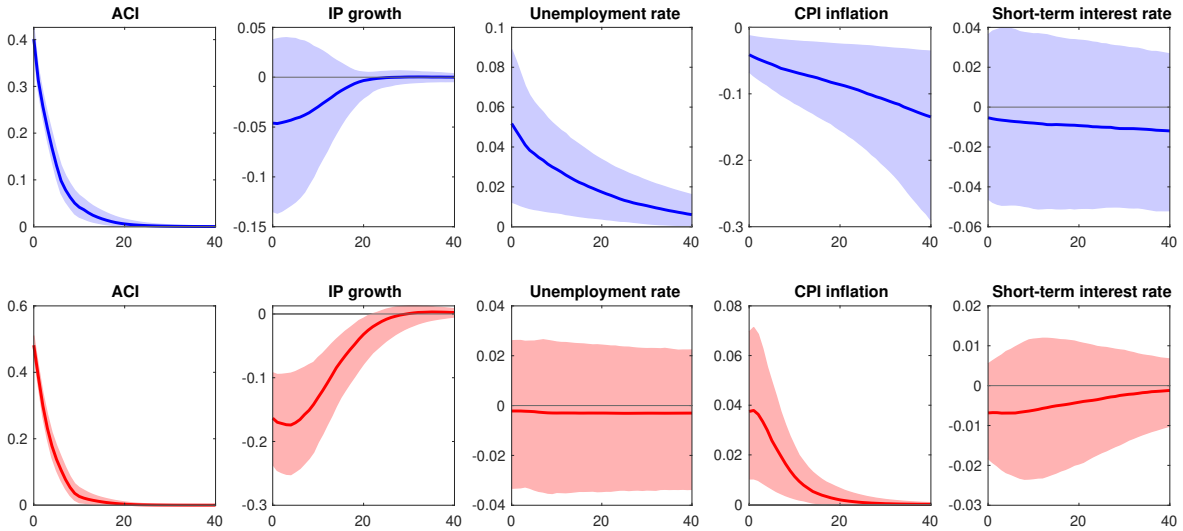 ACI IP growth Unemployment rate CPI inflation Short-term interest rate
0.4 0.05 0.1 0 0.04
0.3 0 0.08 -0.1 0.02
0.2 -0.05 0.06 -0.2 0
0.1 -0.1 0.04 -0.3 -0.02
0 -0.15 0.02 -0.04
0 -0.06
0 20 40 0 20 40 0 20 40 0 20 40 0 20 40
ACI IP growth Unemployment rate CPI inflation Short-term interest rate
0.6 0 0.04 0.08 0.02
0.4 -0.1 0.02 0.06 0.01
0.2 -0.2 0 0.04 0
0 -0.3 -0.02 0.02 -0.01
-0.04 0 -0.02
-0.03
0 20 40 0 20 40 0 20 40 0 20 40 0 20 40